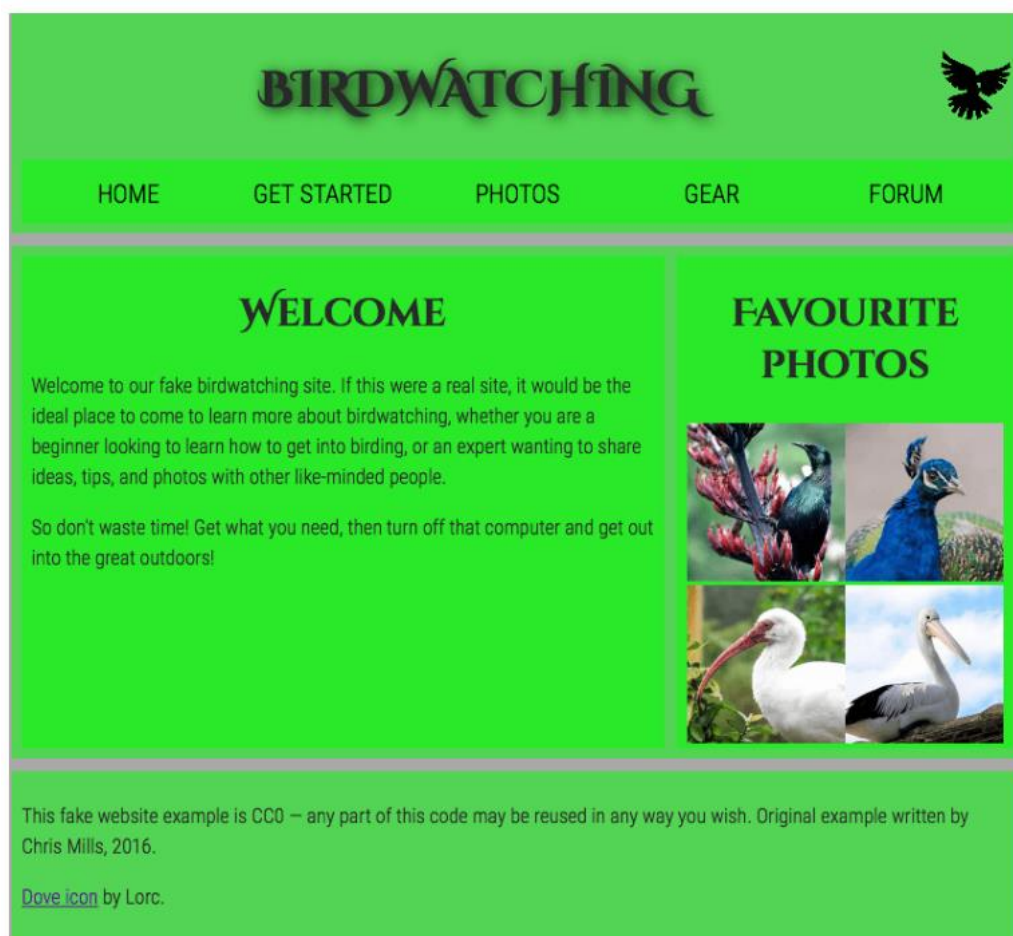 BIRDWATCHING
HOME GET STARTED PHOTOS GEAR FORUM
WELCOME
Welcome to our fake birdwatching site. If this were a real site, it would be the
ideal place to come to learn more about birdwatching, whether you are a
beginner looking to learn how to get into birding, or an expert wanting to share
ideas, tips, and photos with other like-minded people.
So don't waste time! Get what you need, then turn off that computer and get out
into the great outdoors!
FAVOURITE
PHOTOS
This fake website example is CC0 — any part of this code may be reused in any way you wish. Original example written by
Chris Mills, 2016.
Dove icon by Lorc.